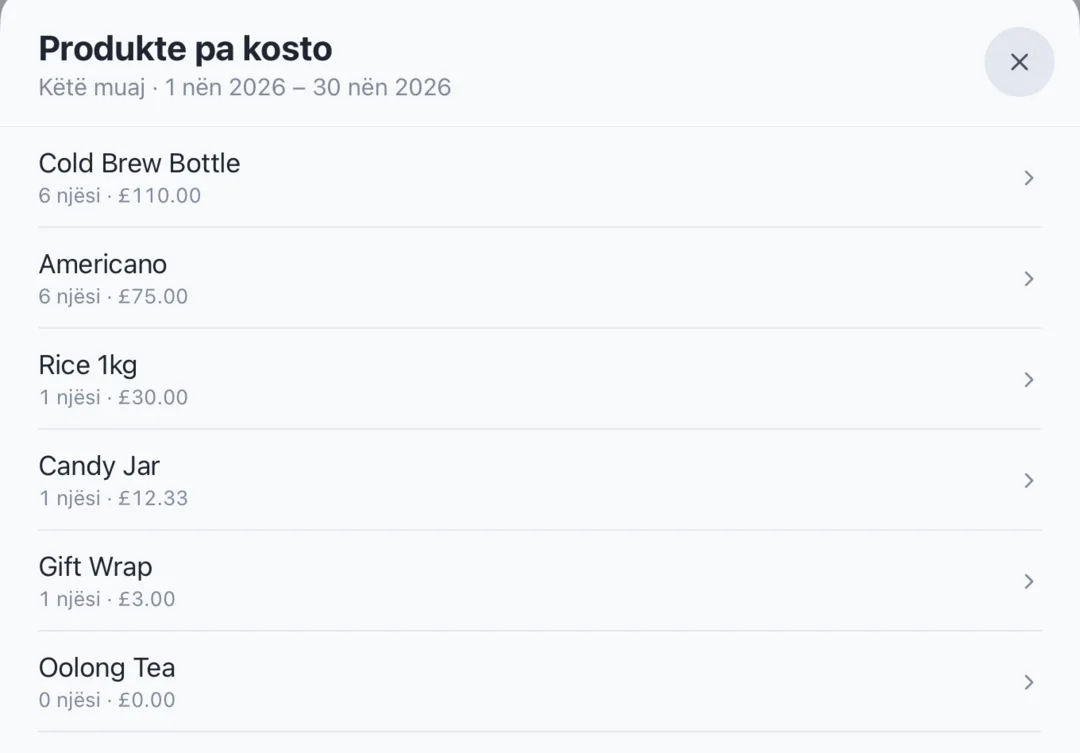 Produkte pa kosto
Këtë muaj · 1 nën 2026 – 30 nën 2026
Cold Brew Bottle
6 njësi · £110.00
Americano
6 njësi · £75.00
Rice 1kg
1 njësi · £30.00
Candy Jar
1 njësi · £12.33
Gift Wrap
1 njësi · £3.00
Oolong Tea
0 njësi · £0.00